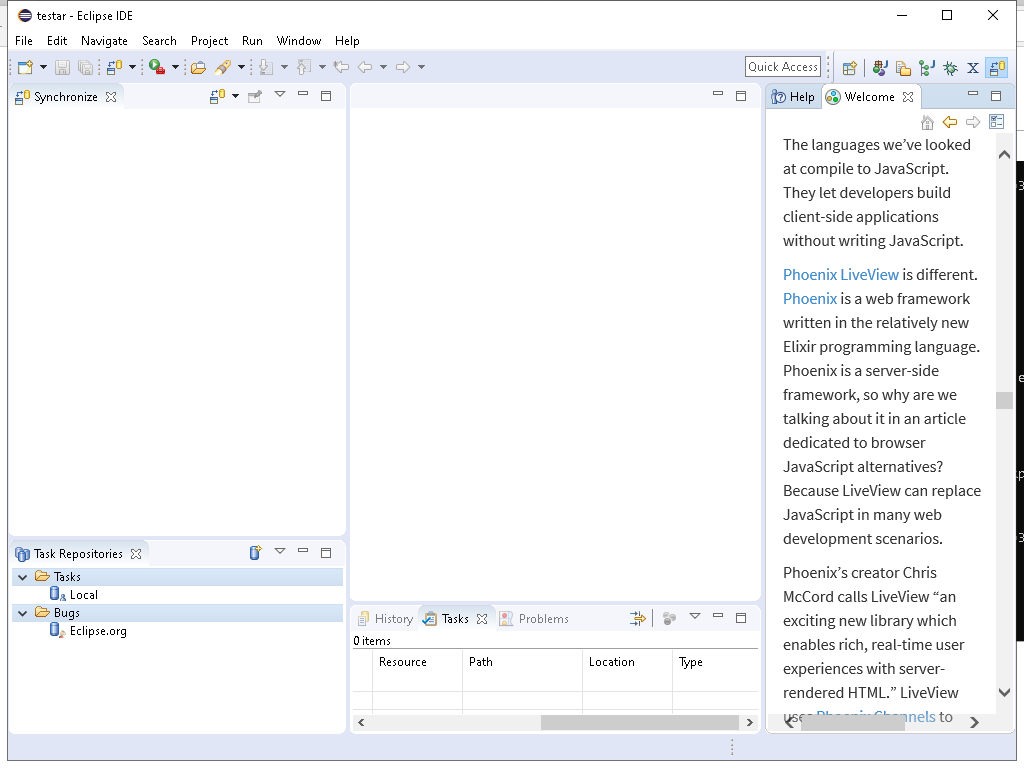 testar - Eclipse IDE
File Edit Navigate Search Project Run Window Help
Quick Access
Synchronize
Help Welcome
The languages we’ve looked
at compile to JavaScript.
They let developers build
client-side applications
without writing JavaScript.
Phoenix LiveView is different.
Phoenix is a web framework
written in the relatively new
Elixir programming language.
Phoenix is a server-side
framework, so why are we
talking about it in an article
dedicated to browser
JavaScript alternatives?
Because LiveView can replace
JavaScript in many web
development scenarios.
Phoenix’s creator Chris
McCord calls LiveView “an
exciting new library which
enables rich, real-time user
experiences with server-
rendered HTML.” LiveView
uses Phoenix Channels to
Task Repositories
Tasks
Local
Bugs
Eclipse.org
History Tasks Problems
0 items
Resource Path Location Type